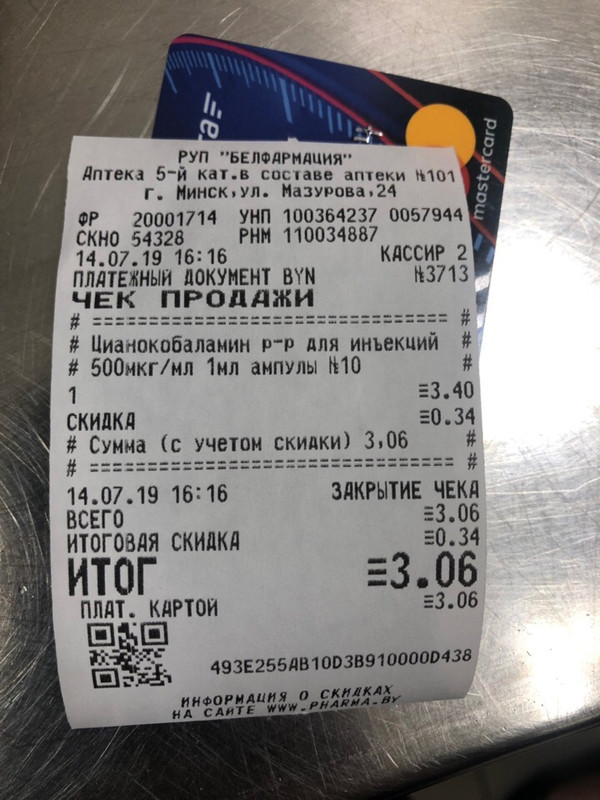 mastercard
РУП "БЕЛФАРМАЦИЯ"
Аптека 5-й кат.в составе аптеки №101
г. Минск,ул. Мазурова,24
ФР 20001714 УНП 100364237 0057944
СКНО 54328 РНМ 110034887
14.07.19 16:16 КАССИР 2
ПЛАТЕЖНЫЙ ДОКУМЕНТ BYN №3713
ЧЕК ПРОДАЖИ
# ================================ #
# Цианокобаламин р-р для инъекций #
# 500мкг/мл 1мл ампулы №10 #
1 ≡3.40
СКИДКА ≡0.34
# Сумма (с учетом скидки) 3,06 #
# ================================ #
14.07.19 16:16 ЗАКРЫТИЕ ЧЕКА
ВСЕГО ≡3.06
ИТОГОВАЯ СКИДКА ≡0.34
ИТОГ ≡3.06
ПЛАТ. КАРТОЙ ≡3.06
493E255AB10D3B910000D438
ИНФОРМАЦИЯ О СКИДКАХ
НА САЙТЕ WWW.PHARMA.BY